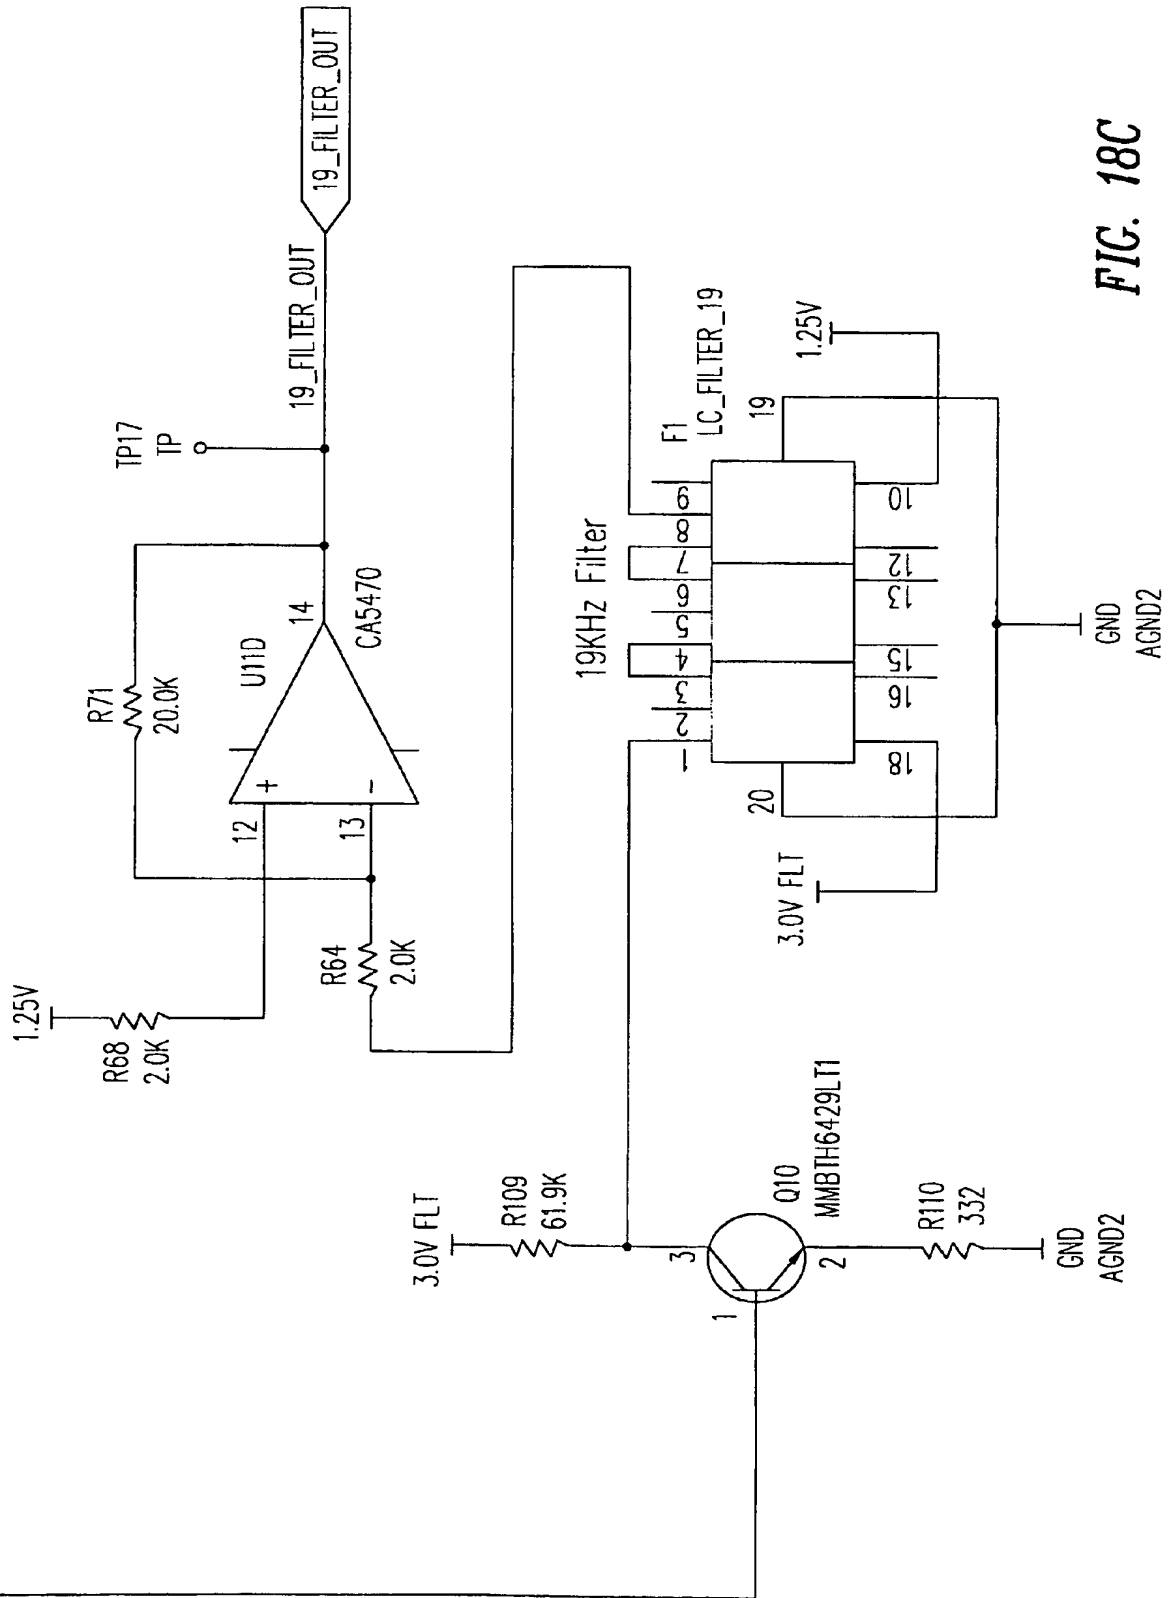 1.25V
R68
2.0K
R71
20.0K
U11D
CA5470
12
13
14
+
-
TP17
TP
19_FILTER_OUT
19_FILTER_OUT
R64
2.0K
3.0V FLT
R109
61.9K
1
2
3
Q10
MMBTH6429LT1
R110
332
GND
AGND2
19KHz Filter
F1
LC_FILTER_19
1
2
3
4
5
6
7
8
9
20
19
18
16
15
13
12
10
3.0V FLT
1.25V
GND
AGND2
FIG. 18C